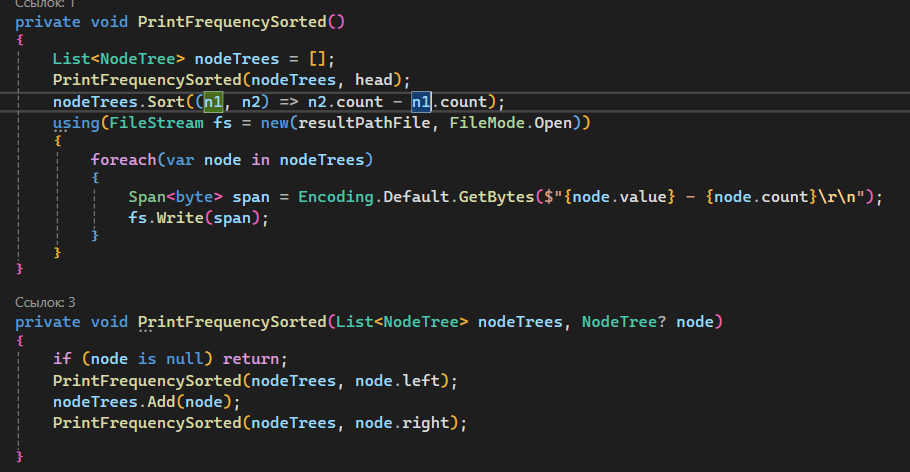 Ссылок: 1
private void PrintFrequencySorted()
{
List<NodeTree> nodeTrees = [];
PrintFrequencySorted(nodeTrees, head);
nodeTrees.Sort((n1, n2) => n2.count - n1.count);
using(FileStream fs = new(resultPathFile, FileMode.Open))
{
foreach(var node in nodeTrees)
{
Span<byte> span = Encoding.Default.GetBytes($"{node.value} - {node.count}\r\n");
fs.Write(span);
}
}
}
Ссылок: 3
private void PrintFrequencySorted(List<NodeTree> nodeTrees, NodeTree? node)
{
if (node is null) return;
PrintFrequencySorted(nodeTrees, node.left);
nodeTrees.Add(node);
PrintFrequencySorted(nodeTrees, node.right);
}